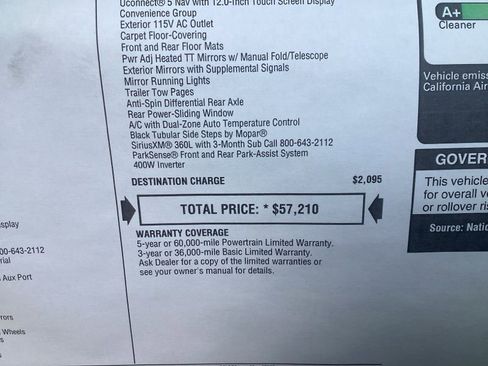 Uconnect® 5 Nav with 12.0-Inch Touch Screen Display
Convenience Group
Exterior 115V AC Outlet
Carpet Floor-Covering
Front and Rear Floor Mats
Pwr Adj Heated TT Mirrors w/ Manual Fold/Telescope
Exterior Mirrors with Supplemental Signals
Mirror Running Lights
Trailer Tow Pages
Anti-Spin Differential Rear Axle
Rear Power-Sliding Window
A/C with Dual-Zone Auto Temperature Control
Black Tubular Side Steps by Mopar®
SiriusXM® 360L with 3-Month Sub Call 800-643-2112
ParkSense® Front and Rear Park-Assist System
400W Inverter
DESTINATION CHARGE $2,095
TOTAL PRICE: * $57,210
WARRANTY COVERAGE
5-year or 60,000-mile Powertrain Limited Warranty.
3-year or 36,000-mile Basic Limited Warranty.
Ask Dealer for a copy of the limited warranties or
see your owner's manual for details.
splay
00-643-2112
rial
Aux Port
rors
Wheels
s
s
A+
Cleaner
Vehicle emiss
California Air
GOVER
This vehicle
for overall ve
or rollover ris
Source: Natio